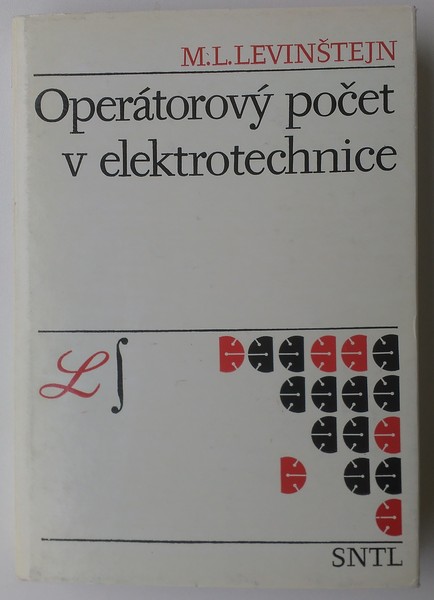 M.L.LEVINŠTEJN
Operátorový počet
v elektrotechnice
ℒ∫
SNTL